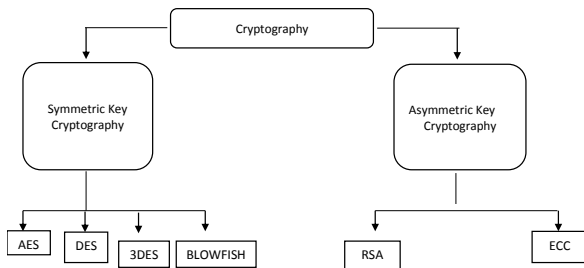 Cryptography
Symmetric Key
Cryptography
Asymmetric Key
Cryptography
AES
DES
3DES
BLOWFISH
RSA
ECC